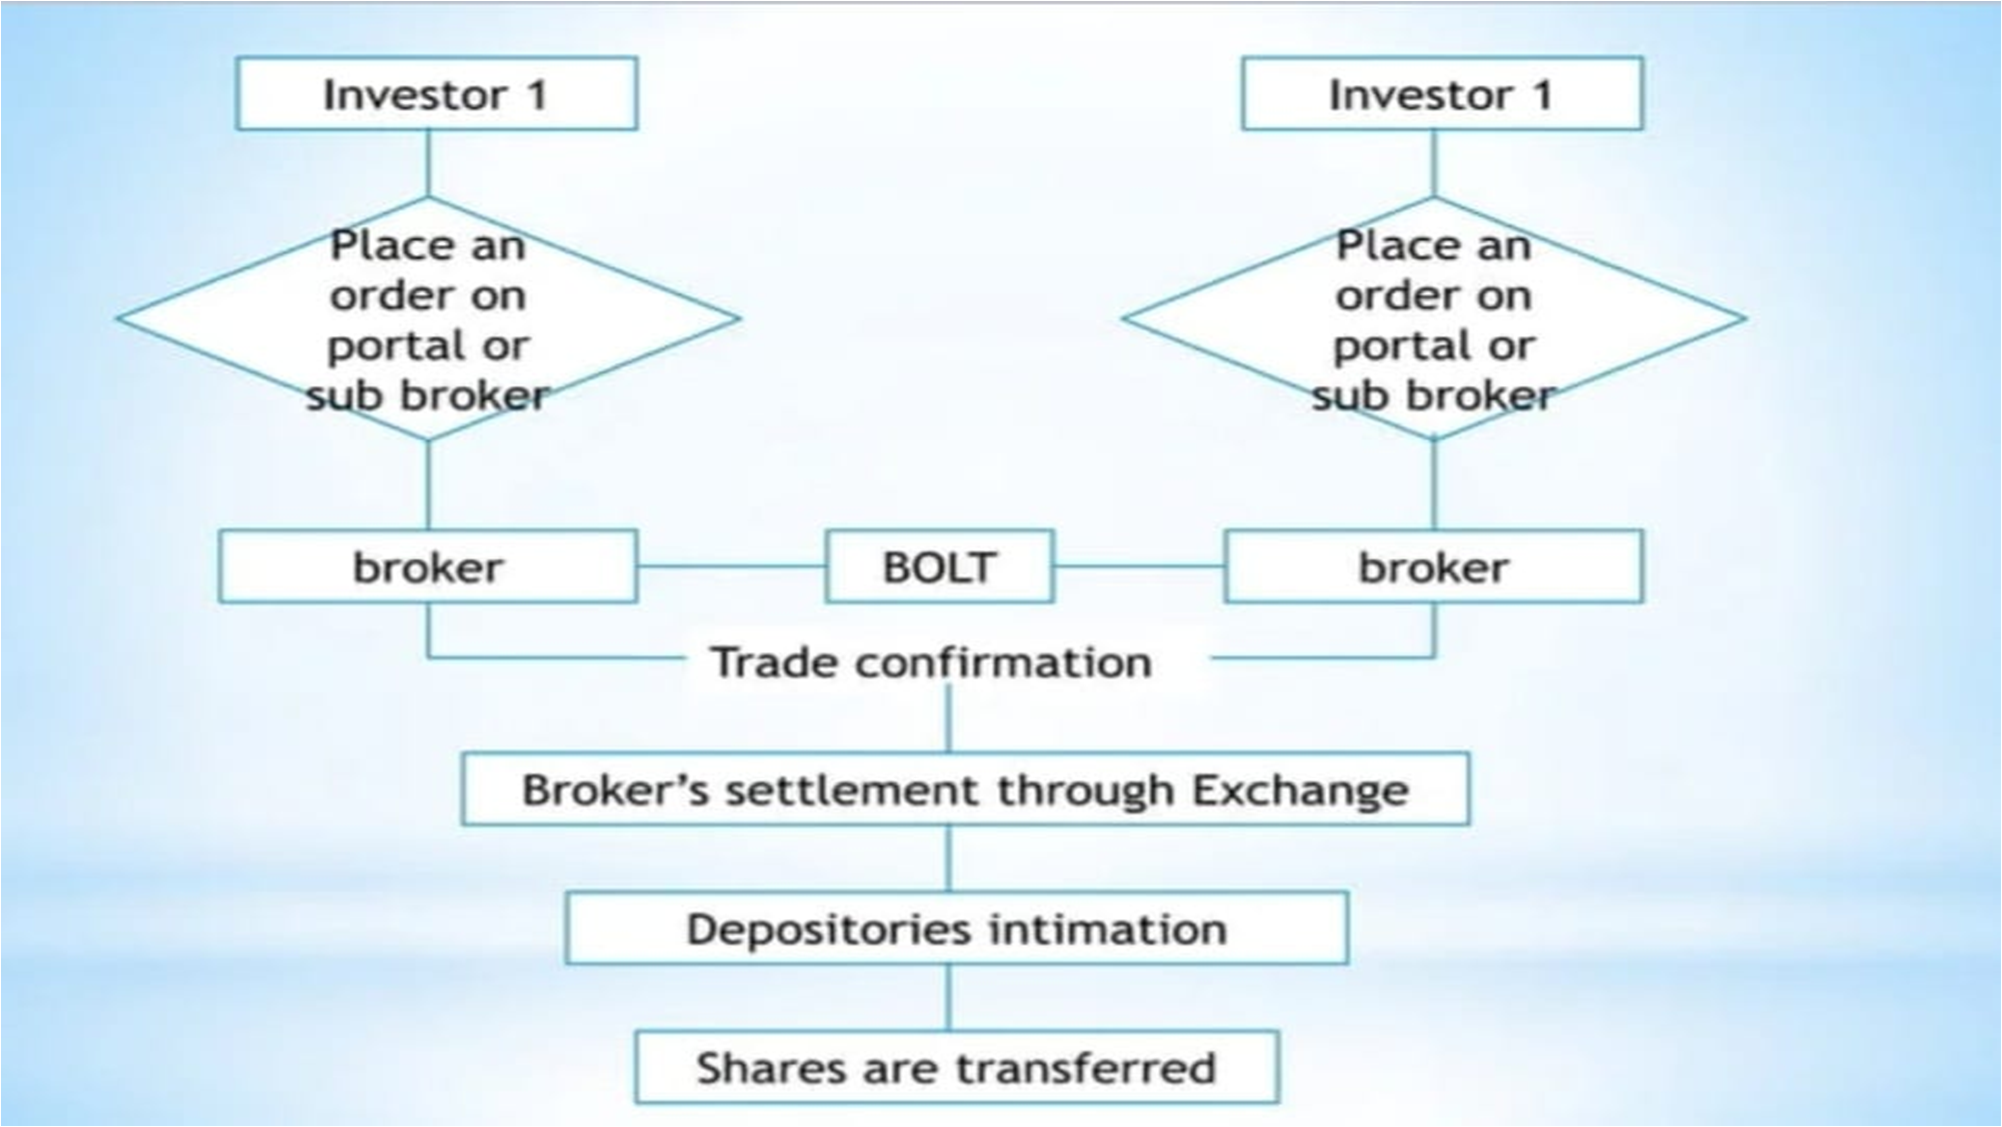 Investor 1
Investor 1
Place an
order on
portal or
sub broker
Place an
order on
portal or
sub broker
broker
BOLT
broker
Trade confirmation
Broker’s settlement through Exchange
Depositories intimation
Shares are transferred